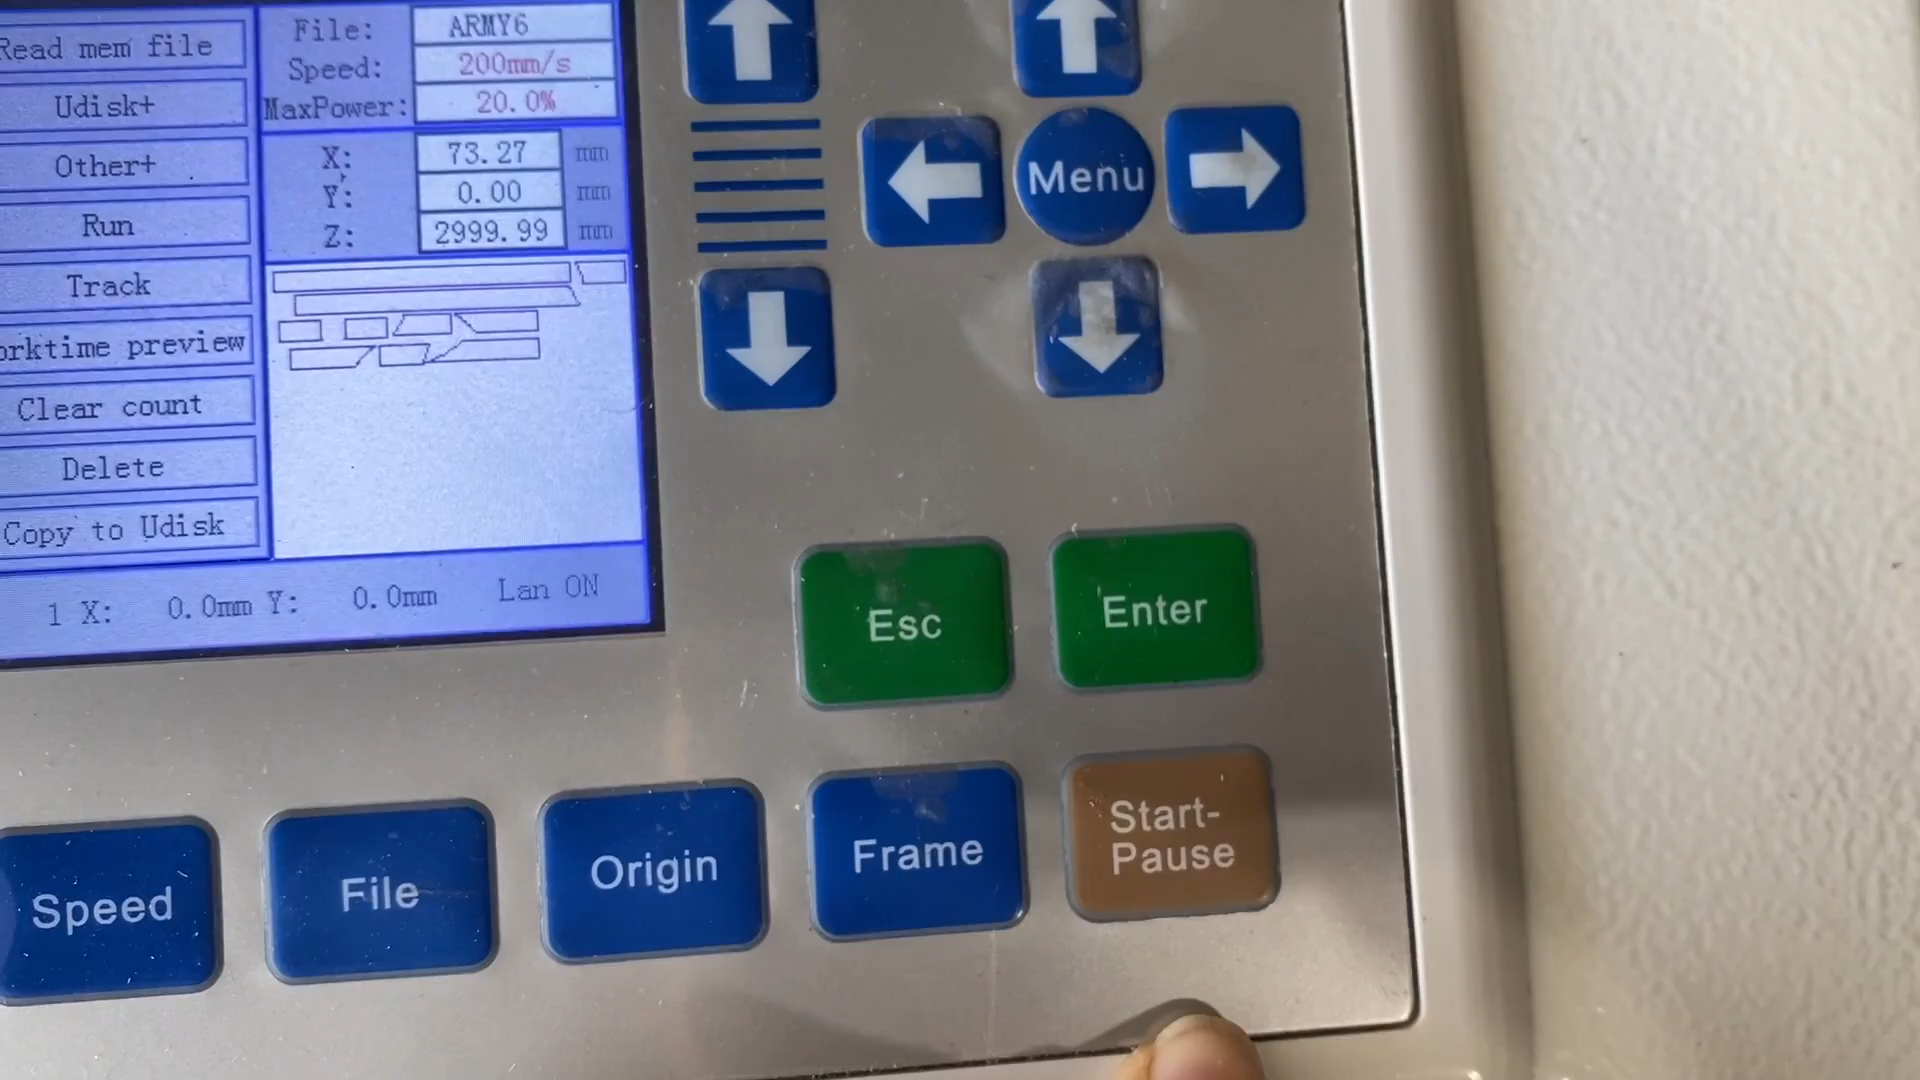 Read mem file
Udisk+
Other+
Run
Track
orktime preview
Clear count
Delete
Copy to Udisk
File: ARMY6
Speed: 200mm/s
MaxPower: 20.0%
X: 73.27 mm
Y: 0.00 mm
Z: 2999.99 mm
1 X: 0.0mm Y: 0.0mm Lan ON
Menu
Esc
Enter
Speed
File
Origin
Frame
Start-
Pause